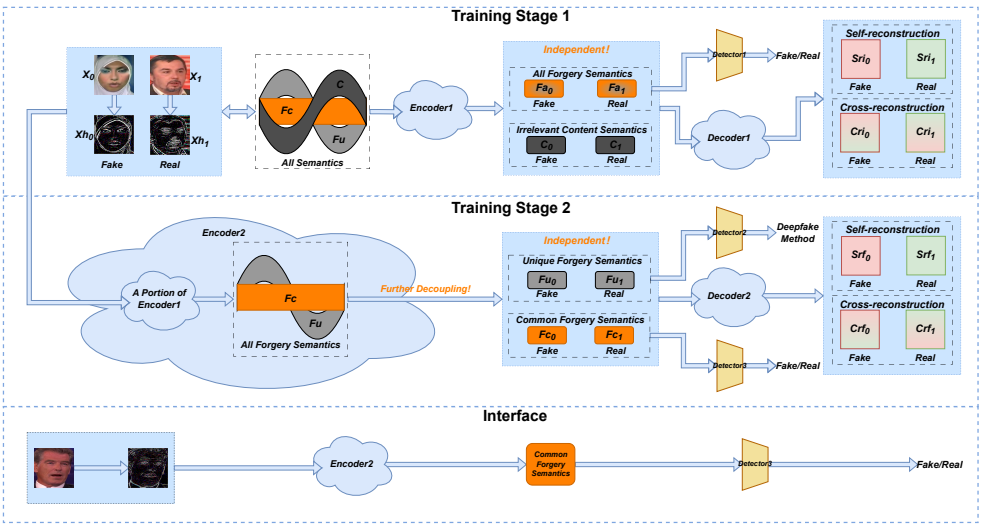 Training Stage 1
X0
X1
Xh0
Xh1
Fake
Real
C
Fc
Fu
All Semantics
Encoder1
Independent!
All Forgery Semantics
Fa0
Fa1
Fake
Real
Irrelevant Content Semantics
C0
C1
Fake
Real
Detector1
Fake/Real
Decoder1
Self-reconstruction
Sri0
Sri1
Fake
Real
Cross-reconstruction
Cri0
Cri1
Fake
Real
Training Stage 2
Encoder2
A Portion of
Encoder1
Fc
Fu
All Forgery Semantics
Further Decoupling!
Independent!
Unique Forgery Semantics
Fu0
Fu1
Fake
Real
Common Forgery Semantics
Fc0
Fc1
Fake
Real
Detector2
Deepfake
Method
Decoder2
Detector3
Fake/Real
Self-reconstruction
Srf0
Srf1
Fake
Real
Cross-reconstruction
Crf0
Crf1
Fake
Real
Interface
Encoder2
Common
Forgery
Semantics
Detector3
Fake/Real